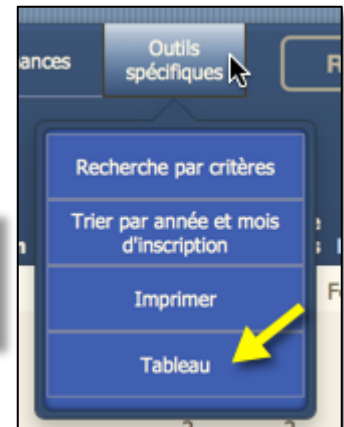 ances
Outils
spécifiques
R
Recherche par critères
Trier par année et mois
d'inscription
Imprimer
Tableau